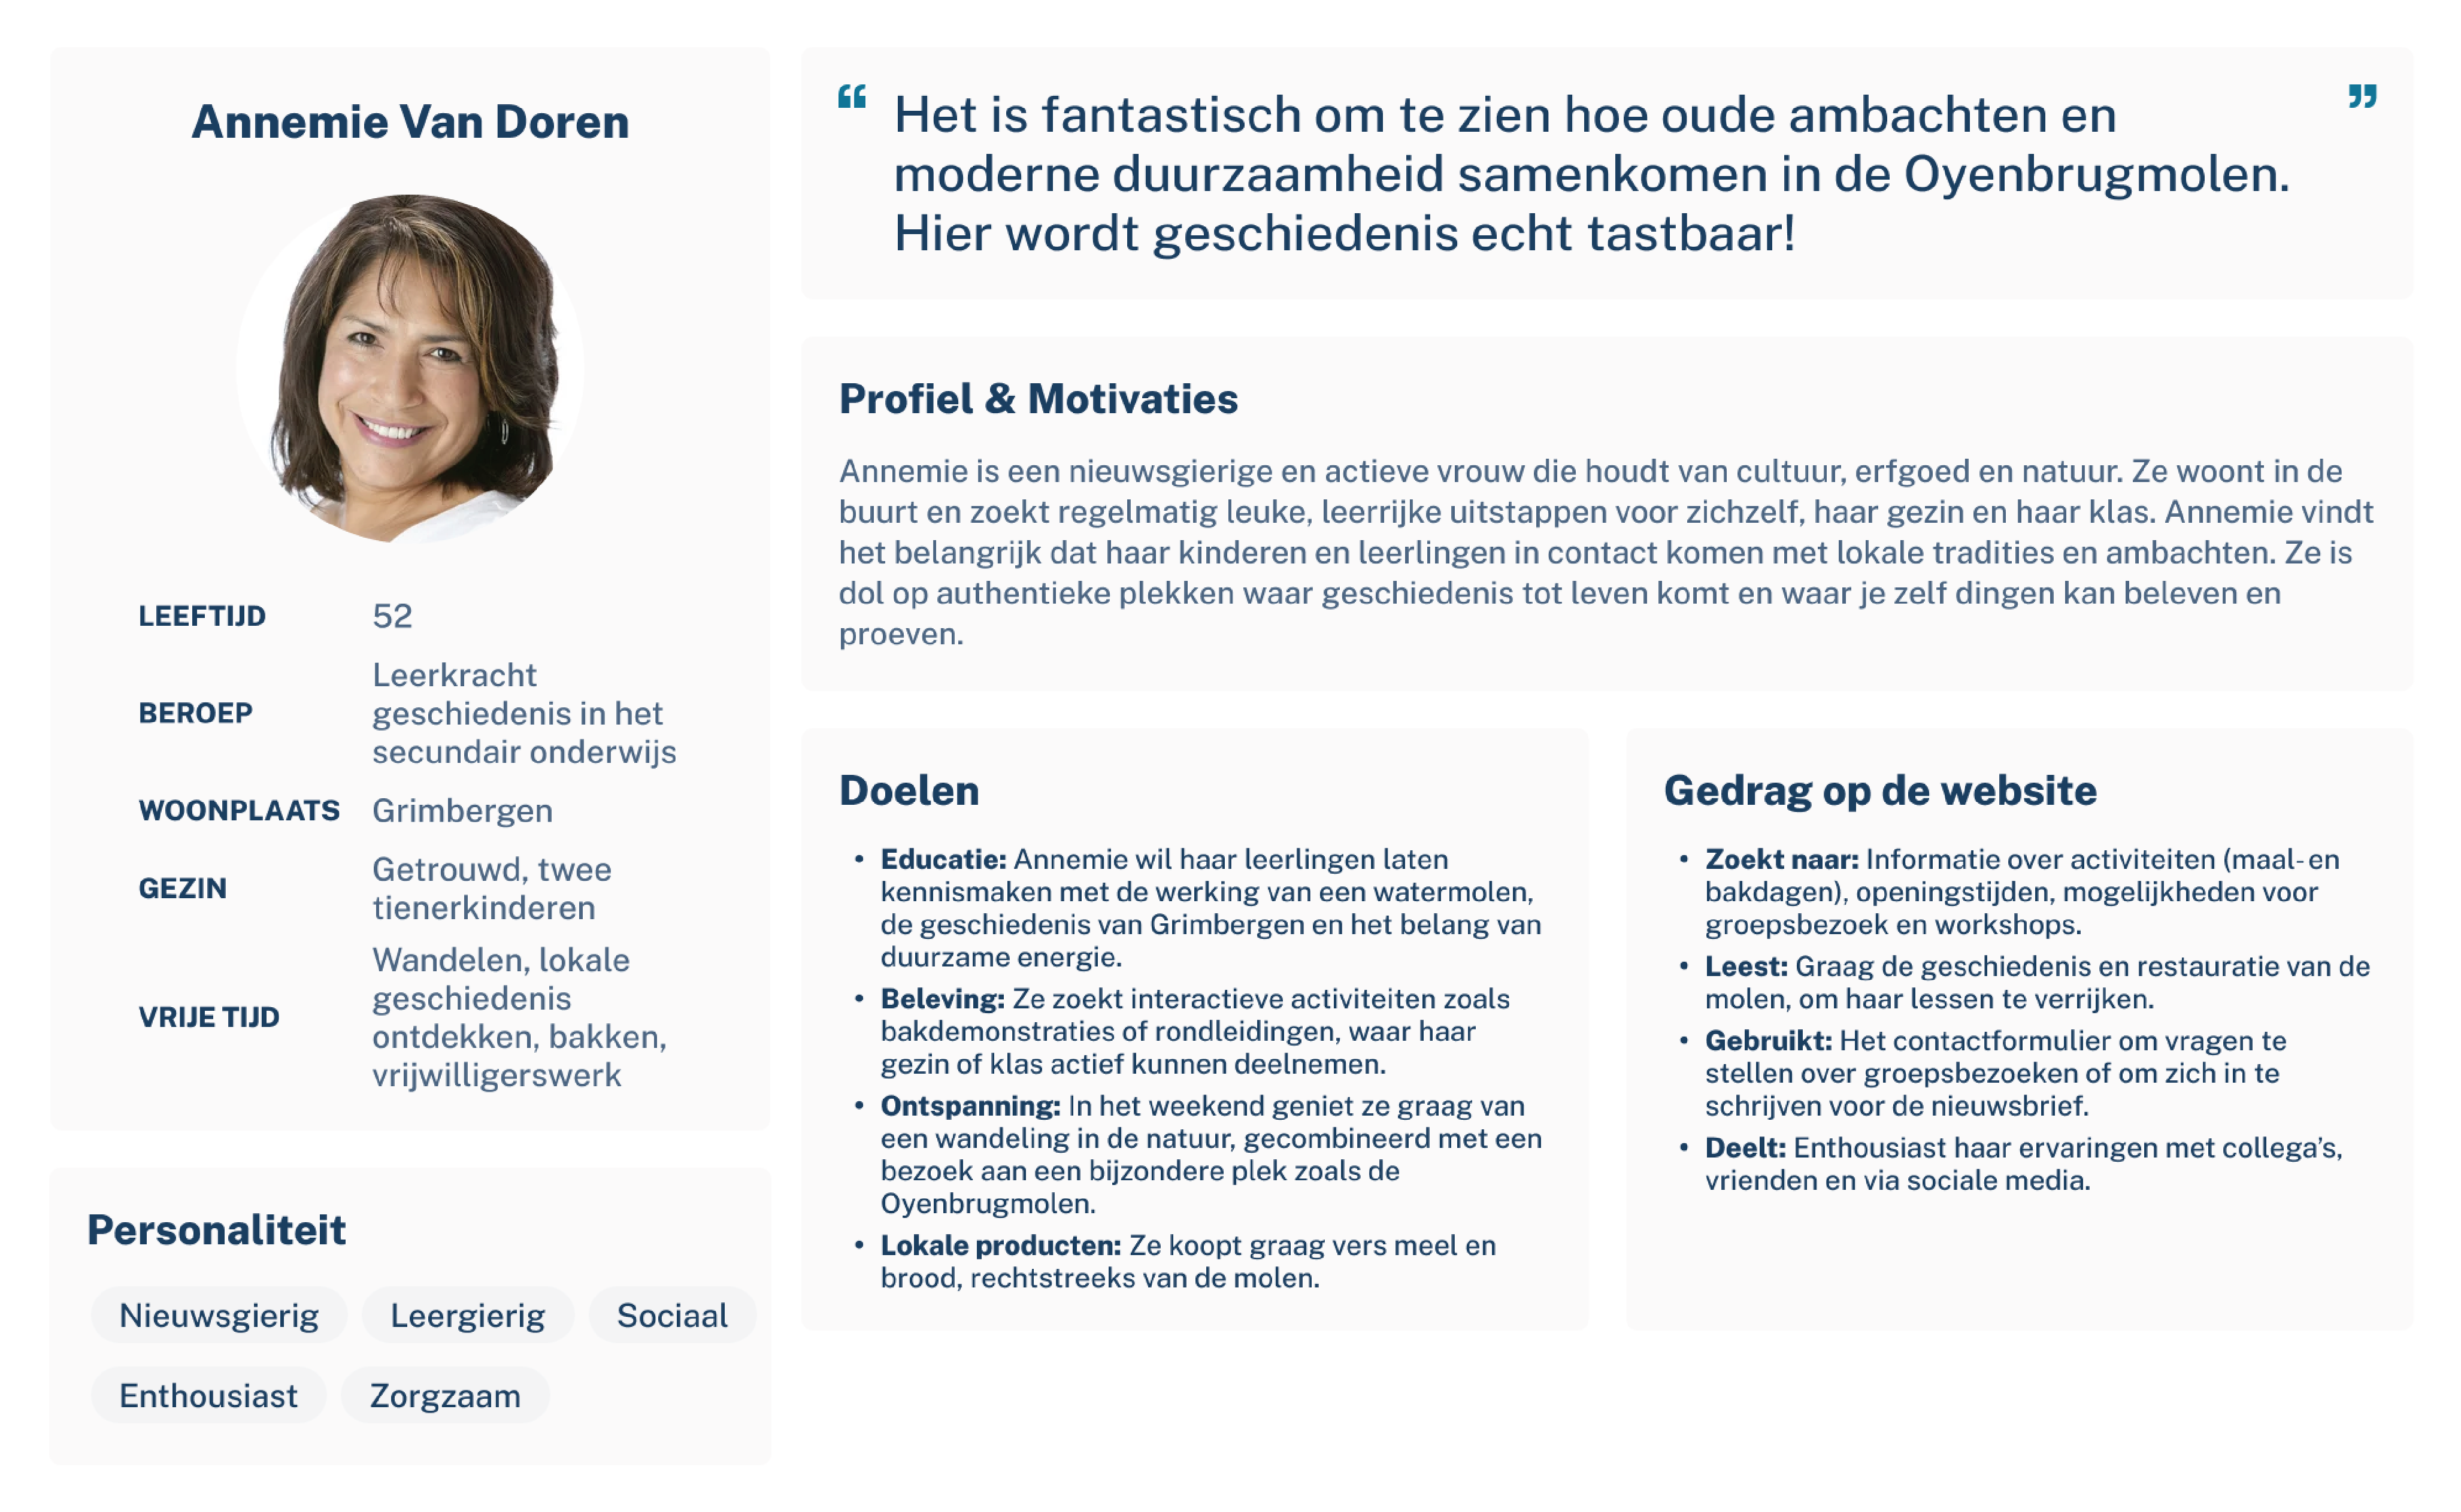 Annemie Van Doren
LEEFTIJD 52
BEROEP Leerkracht
geschiedenis in het
secundair onderwijs
WOONPLAATS Grimbergen
GEZIN Getrouwd, twee
tienerkinderen
VRIJE TIJD Wandelen, lokale
geschiedenis
ontdekken, bakken,
vrijwilligerswerk
Personaliteit
Nieuwsgierig Leergierig Sociaal
Enthousiast Zorgzaam
“ Het is fantastisch om te zien hoe oude ambachten en ”
moderne duurzaamheid samenkomen in de Oyenbrugmolen.
Hier wordt geschiedenis echt tastbaar!
Profiel & Motivaties
Annemie is een nieuwsgierige en actieve vrouw die houdt van cultuur, erfgoed en natuur. Ze woont in de
buurt en zoekt regelmatig leuke, leerrijke uitstappen voor zichzelf, haar gezin en haar klas. Annemie vindt
het belangrijk dat haar kinderen en leerlingen in contact komen met lokale tradities en ambachten. Ze is
dol op authentieke plekken waar geschiedenis tot leven komt en waar je zelf dingen kan beleven en
proeven.
Doelen
• Educatie: Annemie wil haar leerlingen laten
kennismaken met de werking van een watermolen,
de geschiedenis van Grimbergen en het belang van
duurzame energie.
• Beleving: Ze zoekt interactieve activiteiten zoals
bakdemonstraties of rondleidingen, waar haar
gezin of klas actief kunnen deelnemen.
• Ontspanning: In het weekend geniet ze graag van
een wandeling in de natuur, gecombineerd met een
bezoek aan een bijzondere plek zoals de
Oyenbrugmolen.
• Lokale producten: Ze koopt graag vers meel en
brood, rechtstreeks van de molen.
Gedrag op de website
• Zoekt naar: Informatie over activiteiten (maal- en
bakdagen), openingstijden, mogelijkheden voor
groepsbezoek en workshops.
• Leest: Graag de geschiedenis en restauratie van de
molen, om haar lessen te verrijken.
• Gebruikt: Het contactformulier om vragen te
stellen over groepsbezoeken of om zich in te
schrijven voor de nieuwsbrief.
• Deelt: Enthousiast haar ervaringen met collega’s,
vrienden en via sociale media.